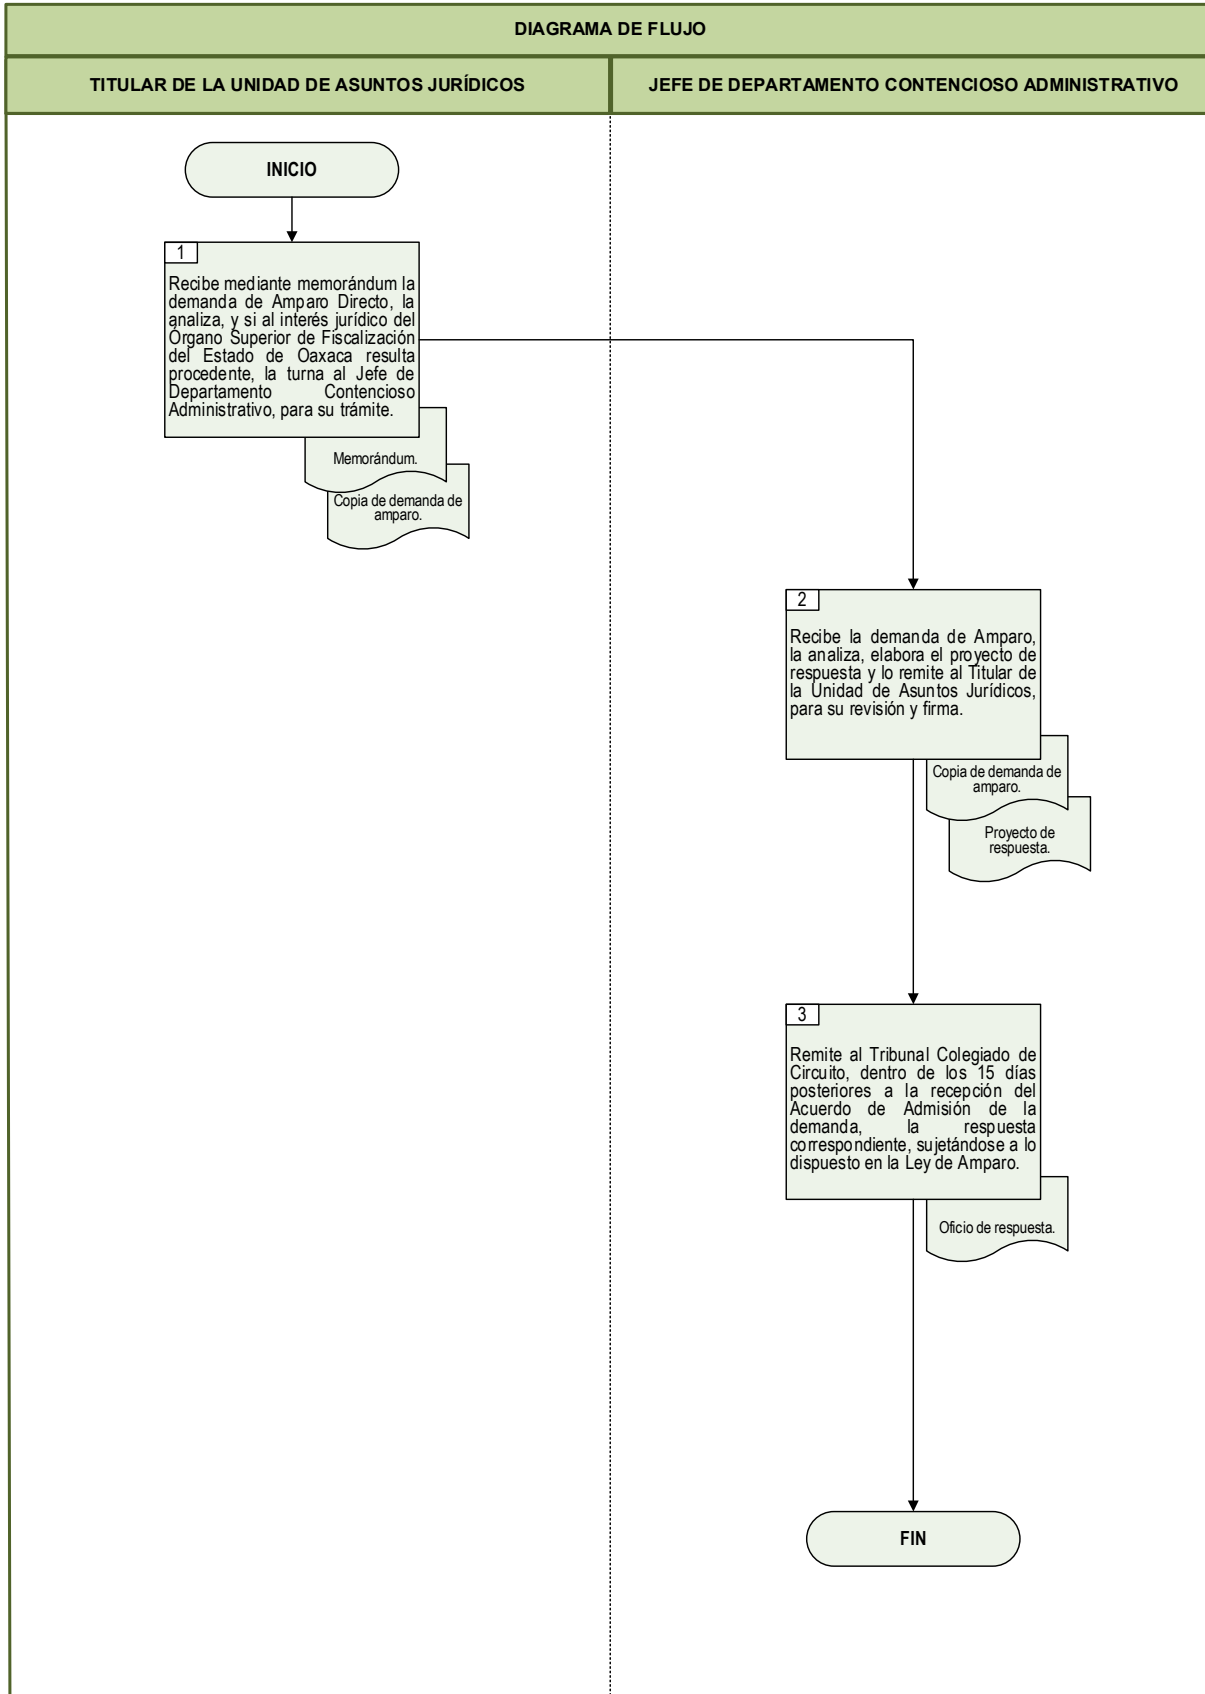 DIAGRAMA DE FLUJO
TITULAR DE LA UNIDAD DE ASUNTOS JURÍDICOS
JEFE DE DEPARTAMENTO CONTENCIOSO ADMINISTRATIVO
INICIO
1
Recibe mediante memorándum la
demanda de Amparo Directo, la
analiza, y si al interés jurídico del
Órgano Superior de Fiscalización
del Estado de Oaxaca resulta
procedente, la turna al Jefe de
Departamento Contencioso
Administrativo, para su trámite.
Memorándum.
Copia de demanda de
amparo.
2
Recibe la demanda de Amparo,
la analiza, elabora el proyecto de
respuesta y lo remite al Titular de
la Unidad de Asuntos Jurídicos,
para su revisión y firma.
Copia de demanda de
amparo.
Proyecto de
respuesta.
3
Remite al Tribunal Colegiado de
Circuito, dentro de los 15 días
posteriores a la recepción del
Acuerdo de Admisión de la
demanda, la respuesta
correspondiente, sujetándose a lo
dispuesto en la Ley de Amparo.
Oficio de respuesta.
FIN